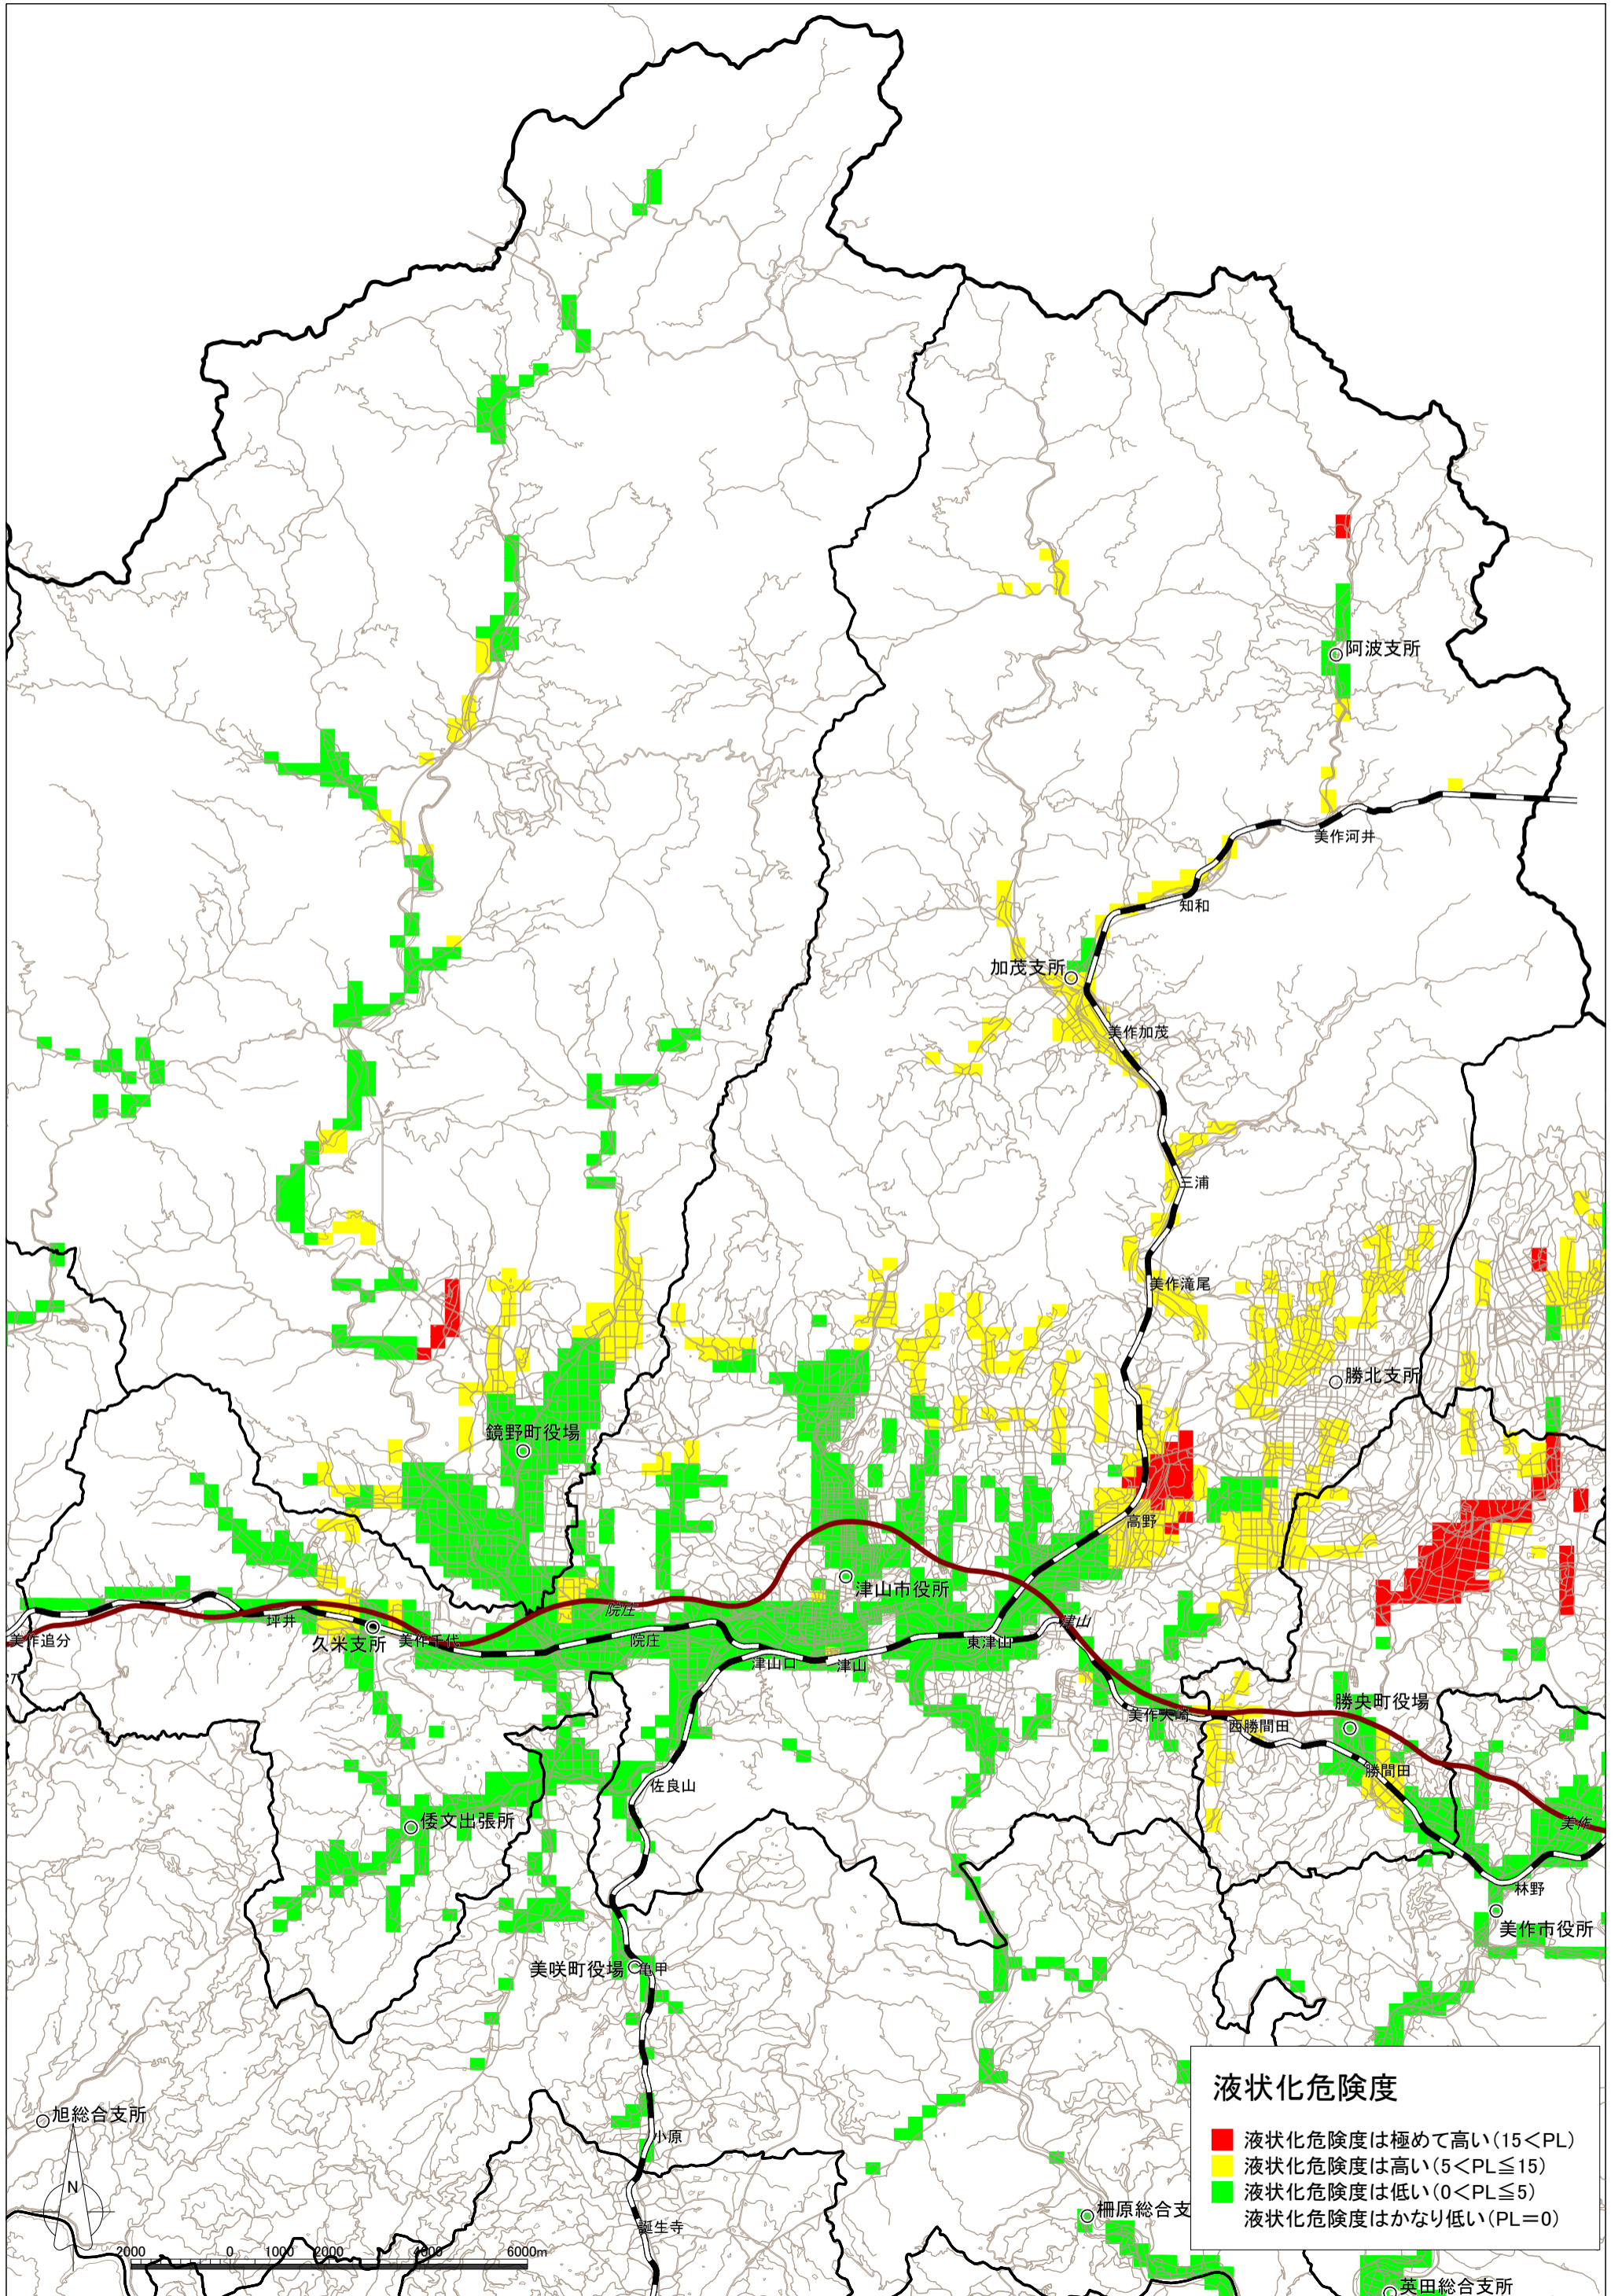 阿波支所
美作河井
知和
加茂支所
美作加茂
三浦
美作滝尾
勝北支所
鏡野町役場
高野
津山市役所
院庄
坪井
久米支所
美作千代
美作追分
院庄
津山口
津山
東津山
津山
美作大崎
西勝間田
勝央町役場
勝間田
佐良山
倭文出張所
美作
林野
美作市役所
美咲町役場
亀甲
旭総合支所
小原
誕生寺
柵原総合支
英田総合支所
N
2000 0 1000 2000 4000 6000m
液状化危険度
液状化危険度は極めて高い(15<PL)
液状化危険度は高い(5<PL≦15)
液状化危険度は低い(0<PL≦5)
液状化危険度はかなり低い(PL=0)